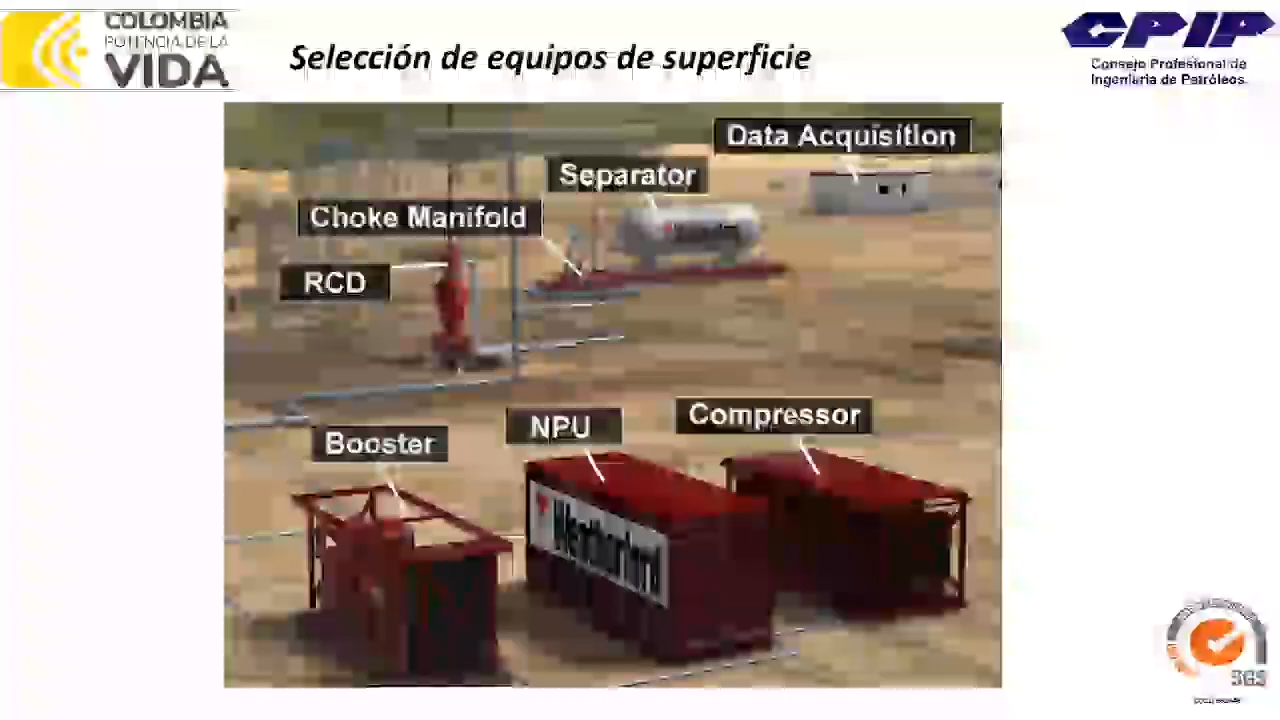 COLOMBIA
POTENCIA DE LA
VIDA
Selección de equipos de superficie
CPIP
Consejo Profesional de
Ingeniería de Petróleos
Data Acquisition
Separator
Choke Manifold
RCD
Compressor
NPU
Booster
Weatherford
SGS